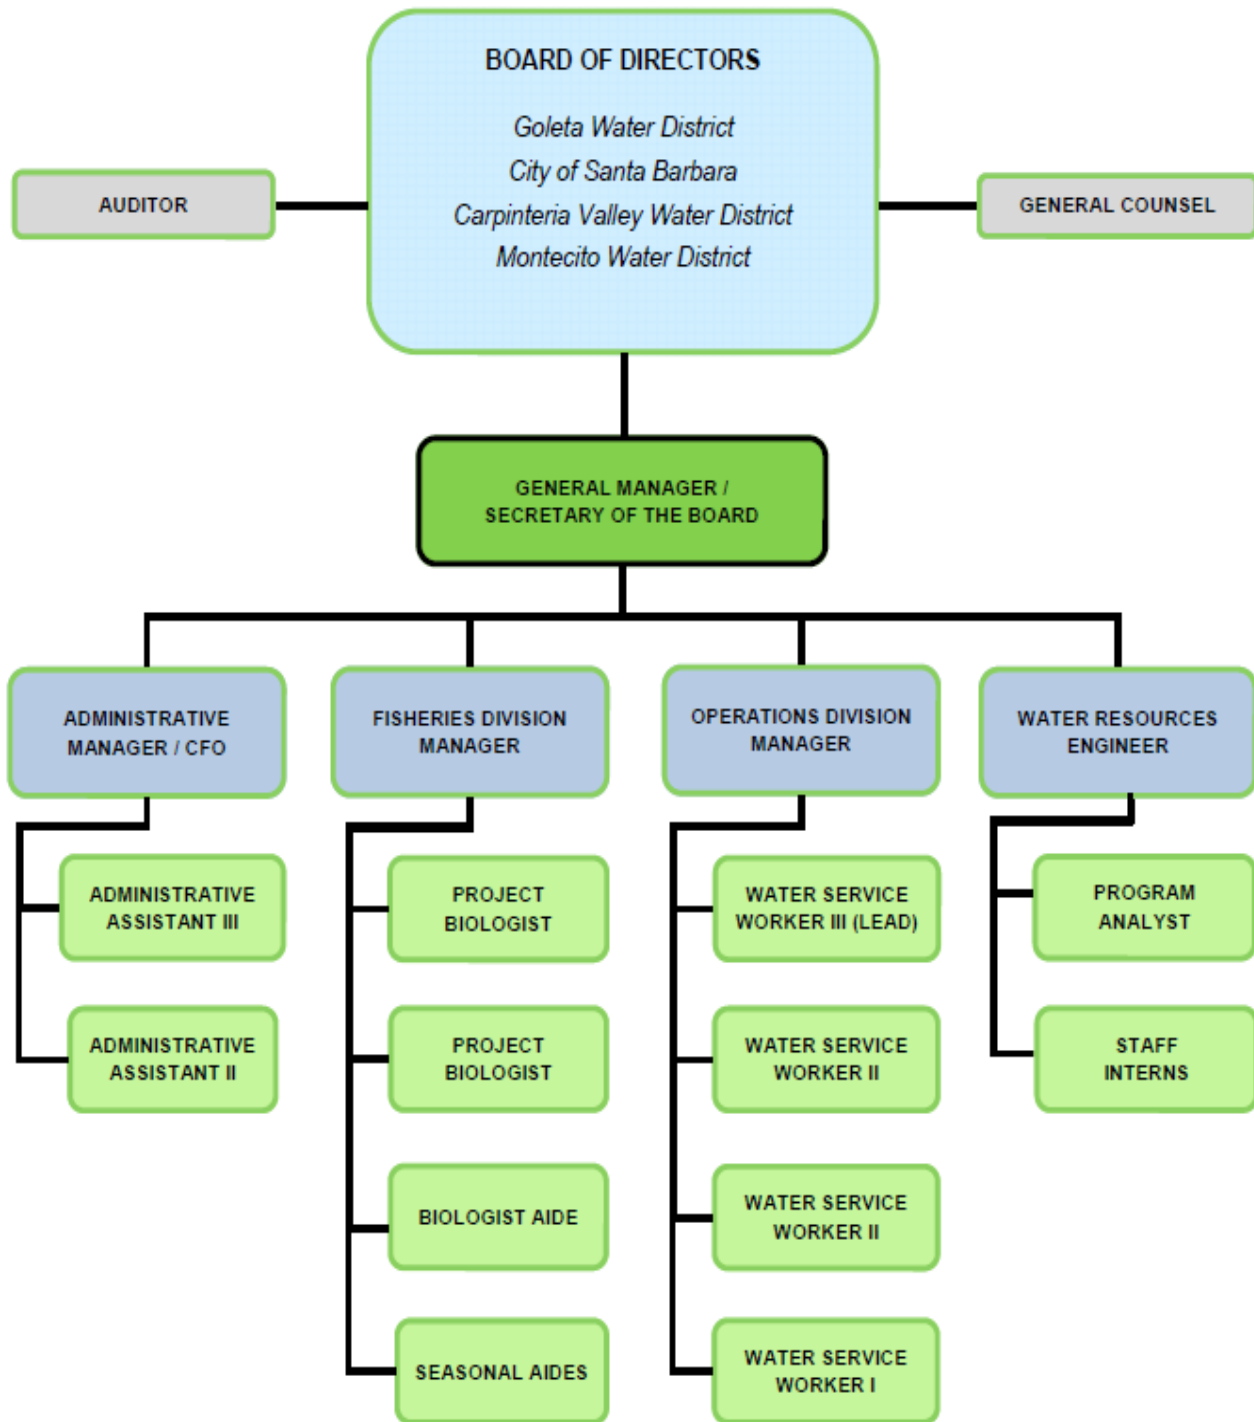 BOARD OF DIRECTORS
Goleta Water District
City of Santa Barbara
Carpinteria Valley Water District
Montecito Water District
AUDITOR
GENERAL COUNSEL
GENERAL MANAGER /
SECRETARY OF THE BOARD
ADMINISTRATIVE
MANAGER / CFO
FISHERIES DIVISION
MANAGER
OPERATIONS DIVISION
MANAGER
WATER RESOURCES
ENGINEER
ADMINISTRATIVE
ASSISTANT III
ADMINISTRATIVE
ASSISTANT II
PROJECT
BIOLOGIST
PROJECT
BIOLOGIST
BIOLOGIST AIDE
SEASONAL AIDES
WATER SERVICE
WORKER III (LEAD)
WATER SERVICE
WORKER II
WATER SERVICE
WORKER II
WATER SERVICE
WORKER I
PROGRAM
ANALYST
STAFF
INTERNS